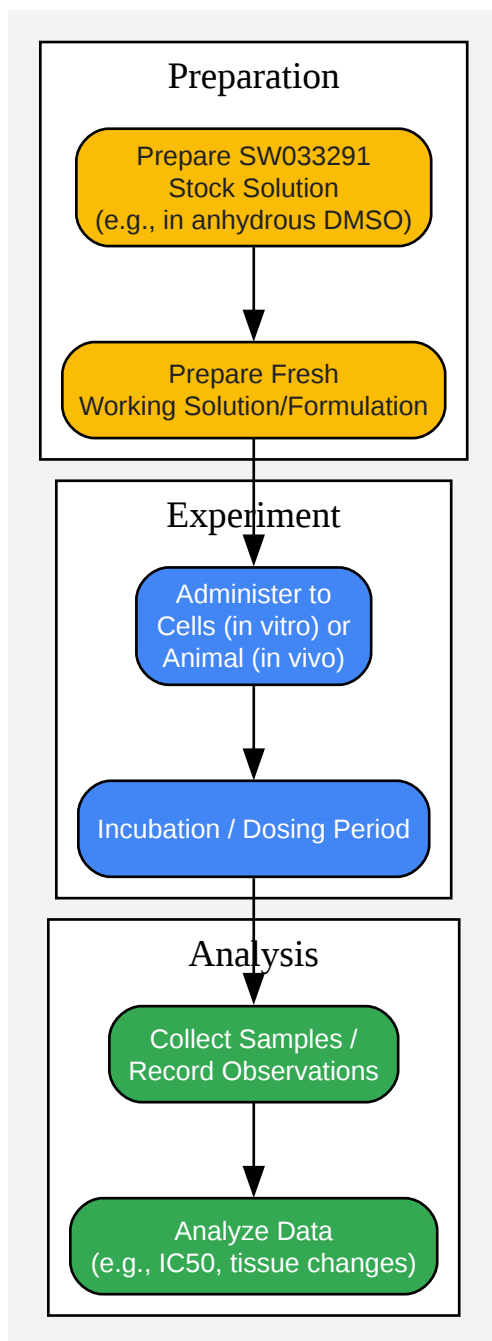 Preparation
Prepare SW033291
Stock Solution
(e.g., in anhydrous DMSO)
Prepare Fresh
Working Solution/Formulation
Experiment
Administer to
Cells (in vitro) or
Animal (in vivo)
Incubation / Dosing Period
Analysis
Collect Samples /
Record Observations
Analyze Data
(e.g., IC50, tissue changes)